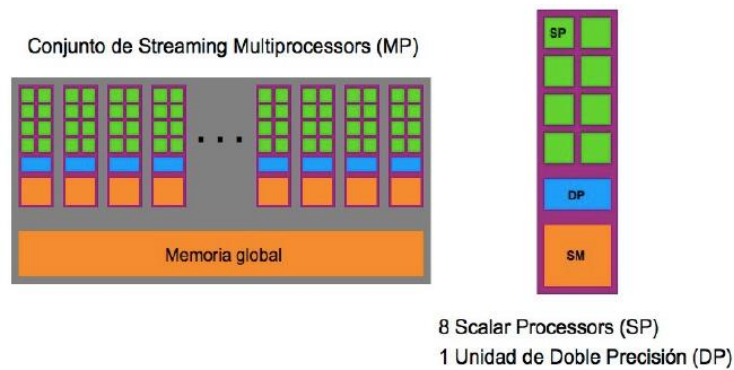 Conjunto de Streaming Multiprocessors (MP)
. . .
Memoria global
SP
DP
SM
8 Scalar Processors (SP)
1 Unidad de Doble Precisión (DP)